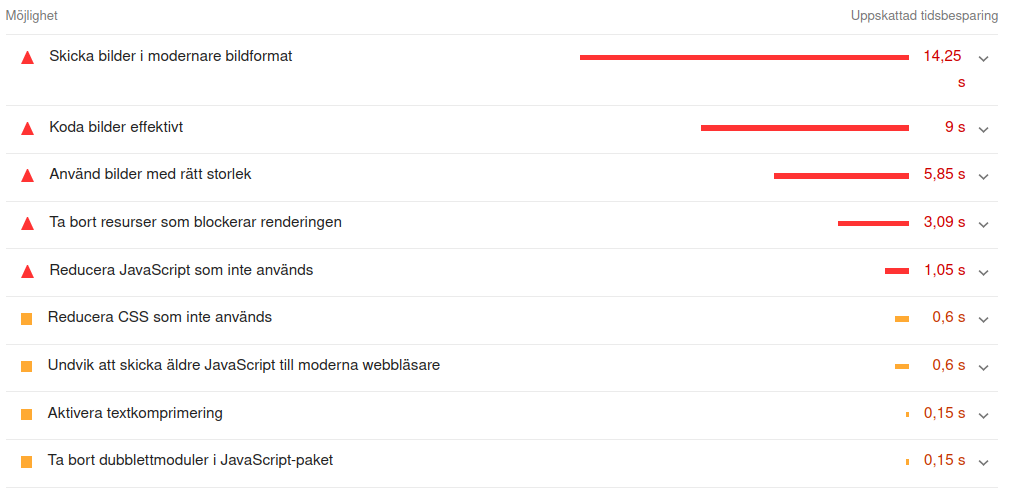 Möjlighet Uppskattad tidsbesparing
Skicka bilder i modernare bildformat 14,25
s
Koda bilder effektivt 9 s
Använd bilder med rätt storlek 5,85 s
Ta bort resurser som blockerar renderingen 3,09 s
Reducera JavaScript som inte används 1,05 s
Reducera CSS som inte används 0,6 s
Undvik att skicka äldre JavaScript till moderna webbläsare 0,6 s
Aktivera textkomprimering 0,15 s
Ta bort dubblettmoduler i JavaScript-paket 0,15 s